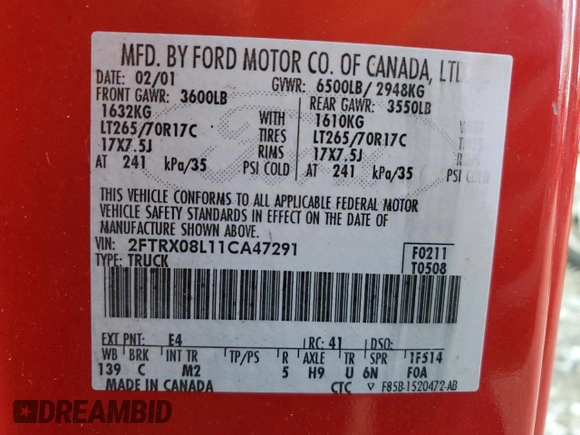 MFD. BY FORD MOTOR CO. OF CANADA, LTD
DATE: 02/01 GVWR: 6500LB/ 2948KG
FRONT GAWR: 3600LB REAR GAWR: 3550LB
1632KG WITH 1610KG WITH
LT265/70R17C TIRES LT265/70R17C TIRES
17X7.5J RIMS 17X7.5J RIMS
AT 241 kPa/35 PSI COLD AT 241 kPa/35 PSI COLD
THIS VEHICLE CONFORMS TO ALL APPLICABLE FEDERAL MOTOR
VEHICLE SAFETY STANDARDS IN EFFECT ON THE DATE OF
MANUFACTURE SHOWN ABOVE.
VIN: 2FTRX08L11CA47291 F0211
TYPE: TRUCK T0508
EXT PNT: E4 RC: 41 DSO:
WB BRK INT TR TP/PS R AXLE TR SPR 1F514
139 C M2 5 H9 U 6N F0A
MADE IN CANADA CTC F85B-1520472-AB
DREAMBID